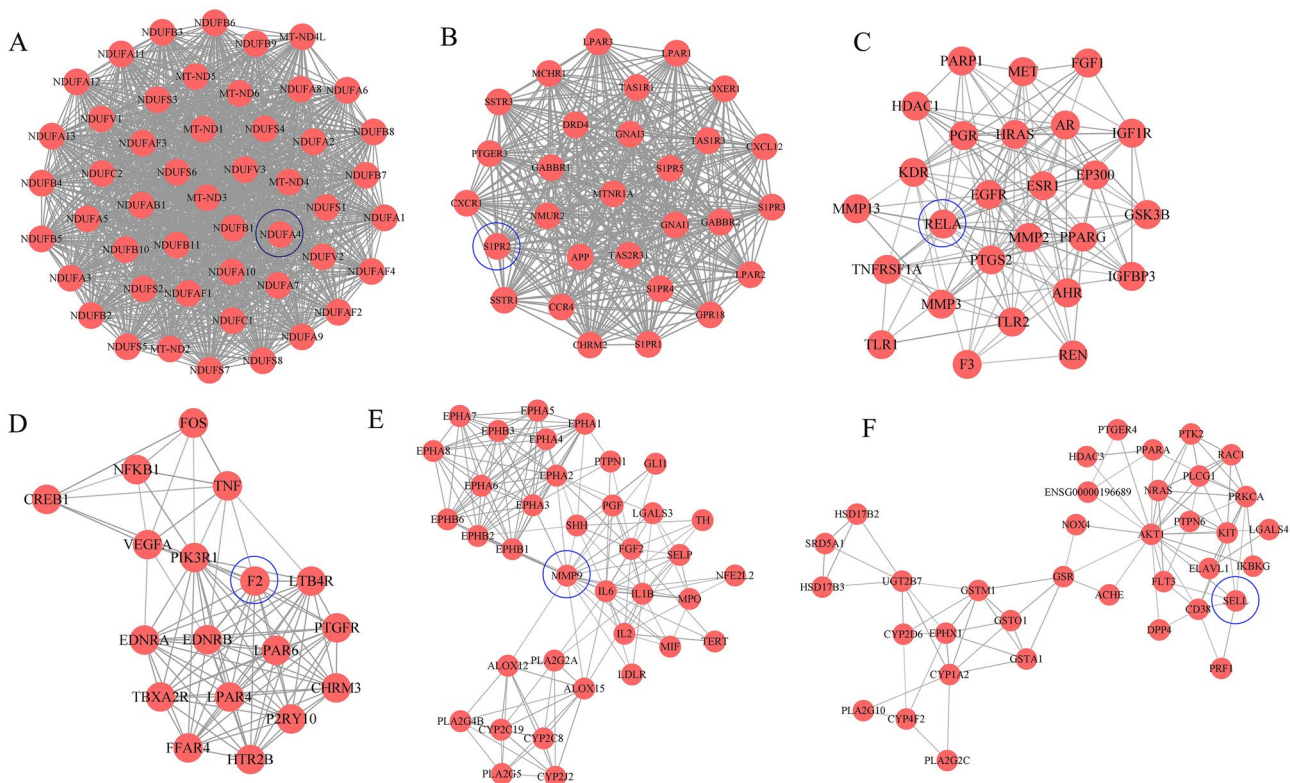 A
NDUFB6
NDUFB3
NDUFB9
MT-ND4L
NDUFA11
MT-ND5
NDUFA12
NDUFS3
MT-ND6
NDUFA8
NDUFA6
NDUFV1
NDUFA13
NDUFAF3
MT-ND1
NDUFS4
NDUFA2
NDUFB8
NDUFC2
NDUFS6
NDUFV3
MT-ND4
NDUFB7
NDUFB4
NDUFAB1
MT-ND3
NDUFS1
NDUFA5
NDUFA1
NDUFB5
NDUFB10
NDUFB11
NDUFB1
NDUFA4
NDUFV2
NDUFA3
NDUFS2
NDUFAF1
NDUFA10
NDUFA7
NDUFAF4
NDUFB2
NDUFC1
NDUFAF2
NDUFS5
MT-ND2
NDUFA9
NDUFS7
NDUFS8
B
LPAR3
LPAR1
MCHR1
TAS1R1
OXER1
SSTR3
DRD4
GNAI3
TAS1R3
CXCL12
PTGER3
GABBR1
S1PR5
MTNR1A
CXCR1
NMUR2
GNAI1
GABBR2
S1PR3
S1PR2
APP
TAS2R31
LPAR2
SSTR1
CCR4
S1PR4
GPR18
CHRM2
S1PR1
C
PARP1
MET
FGF1
HDAC1
PGR
HRAS
AR
IGF1R
KDR
EGFR
ESR1
EP300
MMP13
RELA
MMP2
PPARG
GSK3B
TNFRSF1A
PTGS2
IGFBP3
MMP3
AHR
TLR2
TLR1
F3
REN
D
FOS
NFKB1
TNF
CREB1
VEGFA
PIK3R1
F2
LTB4R
EDNRA
EDNRB
LPAR6
PTGFR
TBXA2R
LPAR4
CHRM3
P2RY10
FFAR4
HTR2B
E
EPHA7
EPHA5
EPHB3
EPHA1
EPHA8
EPHA4
EPHA6
EPHA2
PTPN1
GLI1
EPHB6
EPHA3
PGF
EPHB2
SHH
LGALS3
TH
EPHB1
FGF2
SELP
MMP9
IL6
IL1B
NFE2L2
MPO
IL2
MIF
TERT
LDLR
ALOX12
PLA2G2A
ALOX15
PLA2G4B
CYP2C19
CYP2C8
PLA2G5
CYP2J2
F
PTGER4
PTK2
HDAC3
PPARA
RAC1
PLCG1
ENSG00000196689
NRAS
PRKCA
HSD17B2
NOX4
PTPN6
LGALS4
SRD5A1
AKT1
KIT
HSD17B3
UGT2B7
GSR
ELAVL1
IKBKG
GSTM1
ACHE
FLT3
SELL
CYP2D6
EPHX1
GSTO1
CD38
DPP4
GSTA1
CYP1A2
PRF1
PLA2G10
CYP4F2
PLA2G2C